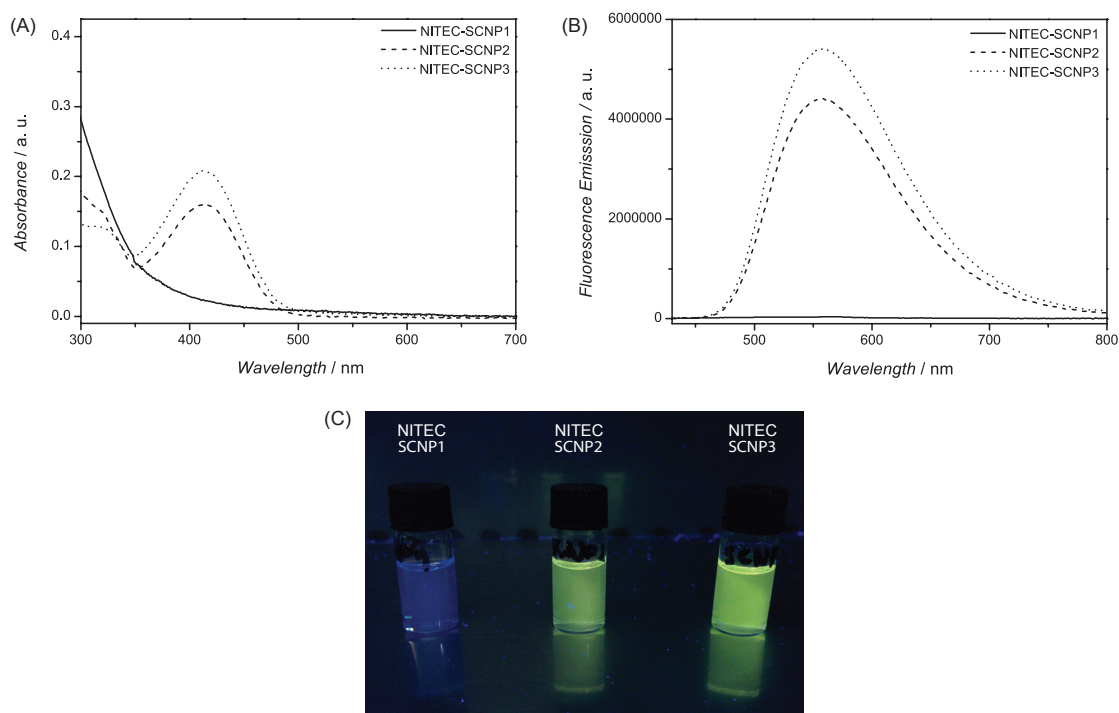 (A)
0.4
0.3
0.2
0.1
0.0
Absorbance / a. u.
NITEC-SCNP1
NITEC-SCNP2
NITEC-SCNP3
300
400
500
600
700
Wavelength / nm
(B)
6000000
4000000
2000000
0
Fluorescence Emisssion / a. u.
NITEC-SCNP1
NITEC-SCNP2
NITEC-SCNP3
500
600
700
800
Wavelength / nm
(C)
NITEC
SCNP1
NITEC
SCNP2
NITEC
SCNP3